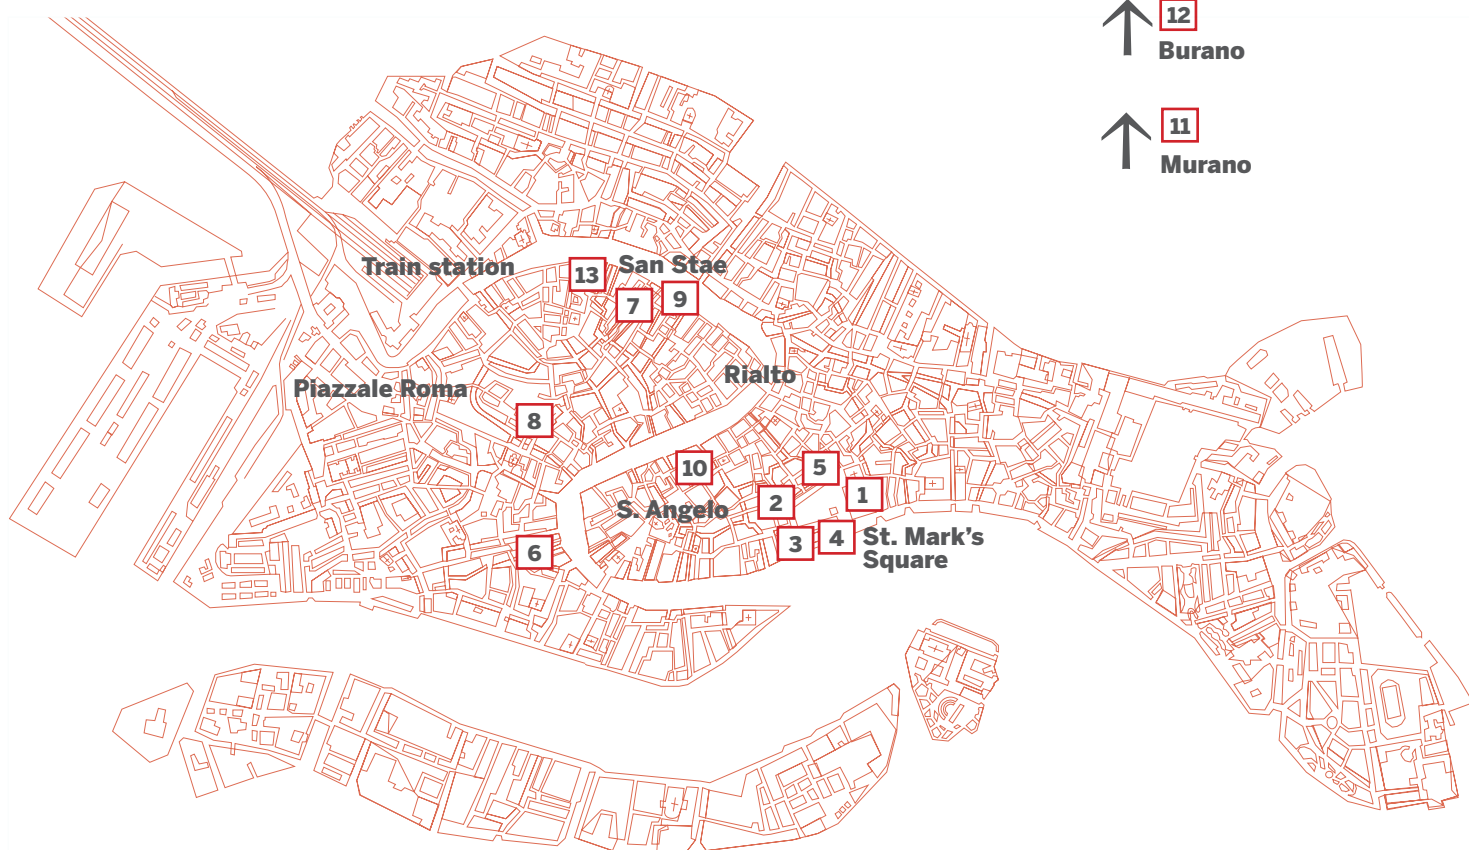 12
Burano
11
Murano
Train station
13
San Stae
7
9
Rialto
Piazzale Roma
8
10
5
2
1
S. Angelo
3
4
St. Mark's
Square
6